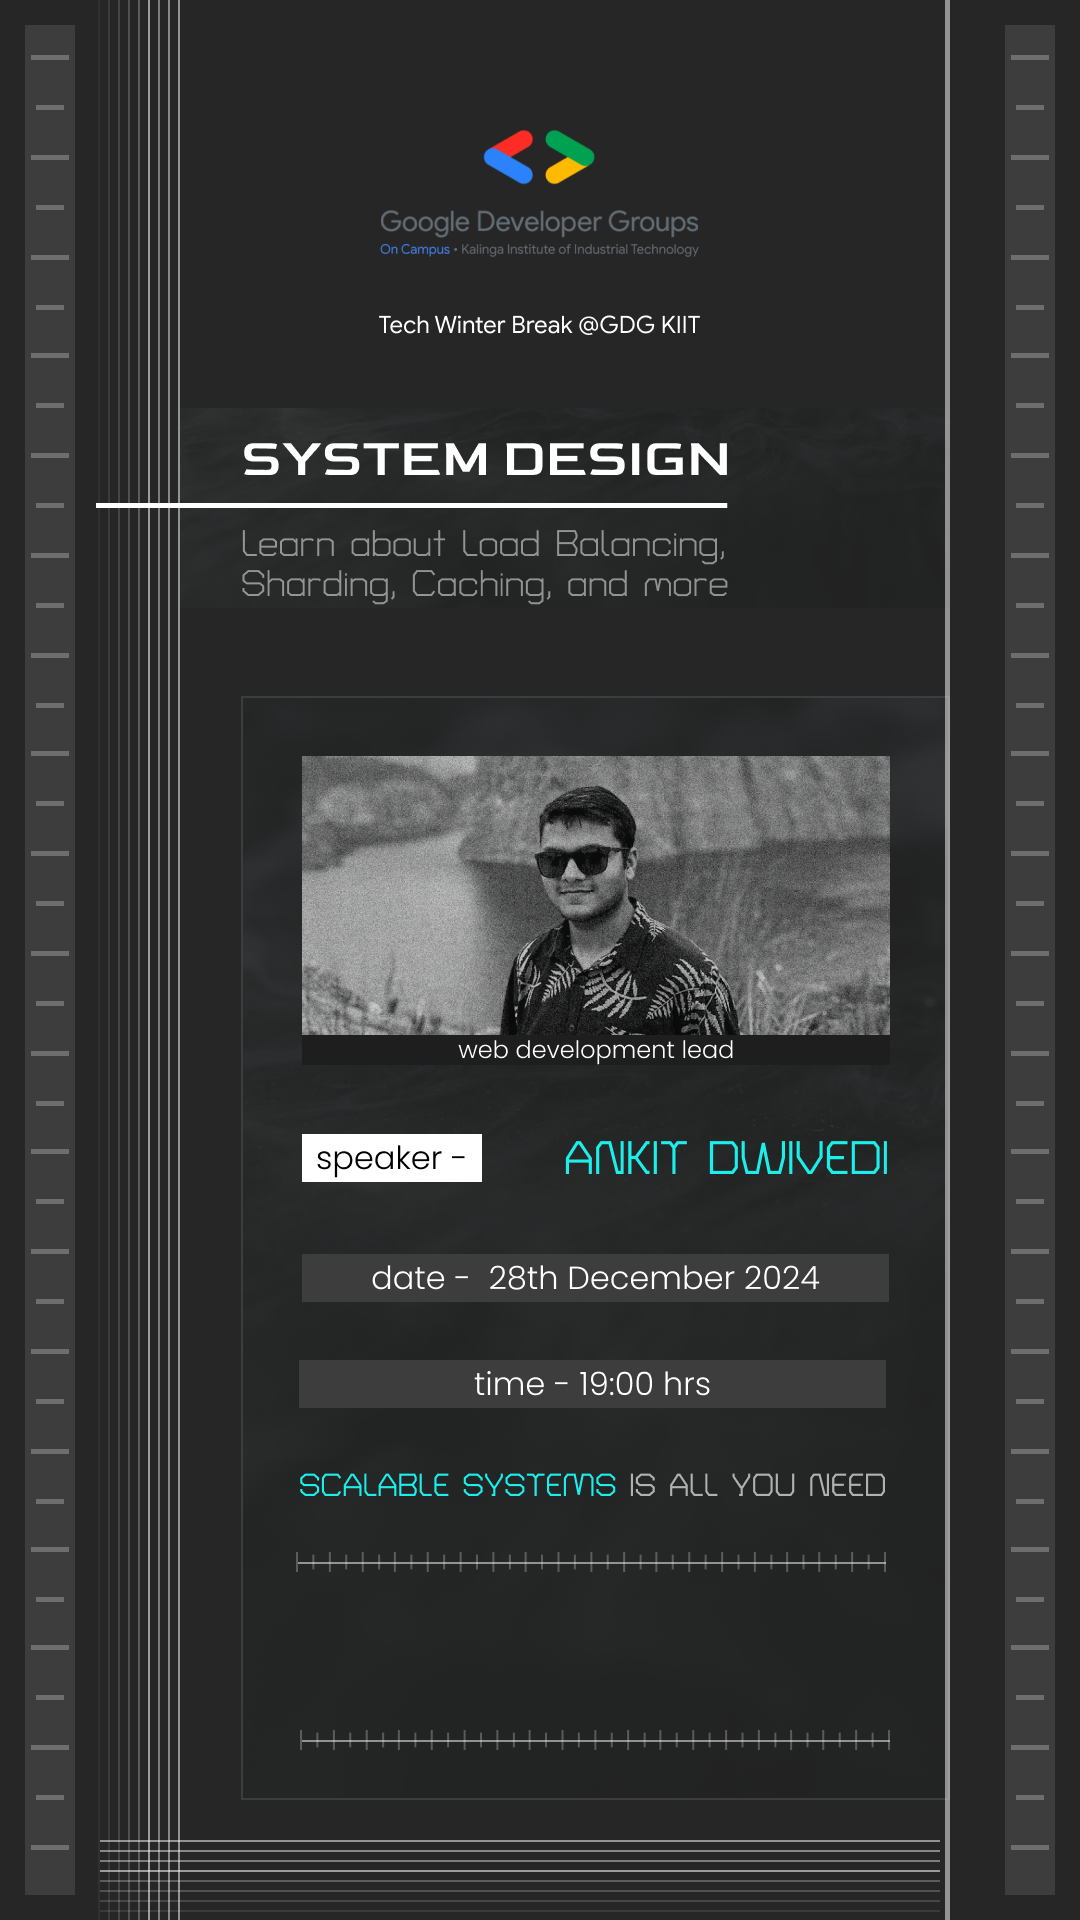 Google Developer Groups
On Campus • Kalinga Institute of Industrial Technology
Tech Winter Break @GDG KIIT
SYSTEM DESIGN
Learn about Load Balancing,
Sharding, Caching, and more
web development lead
speaker - ANKIT DWIVEDI
date - 28th December 2024
time - 19:00 hrs
SCALABLE SYSTEMS IS ALL YOU NEED